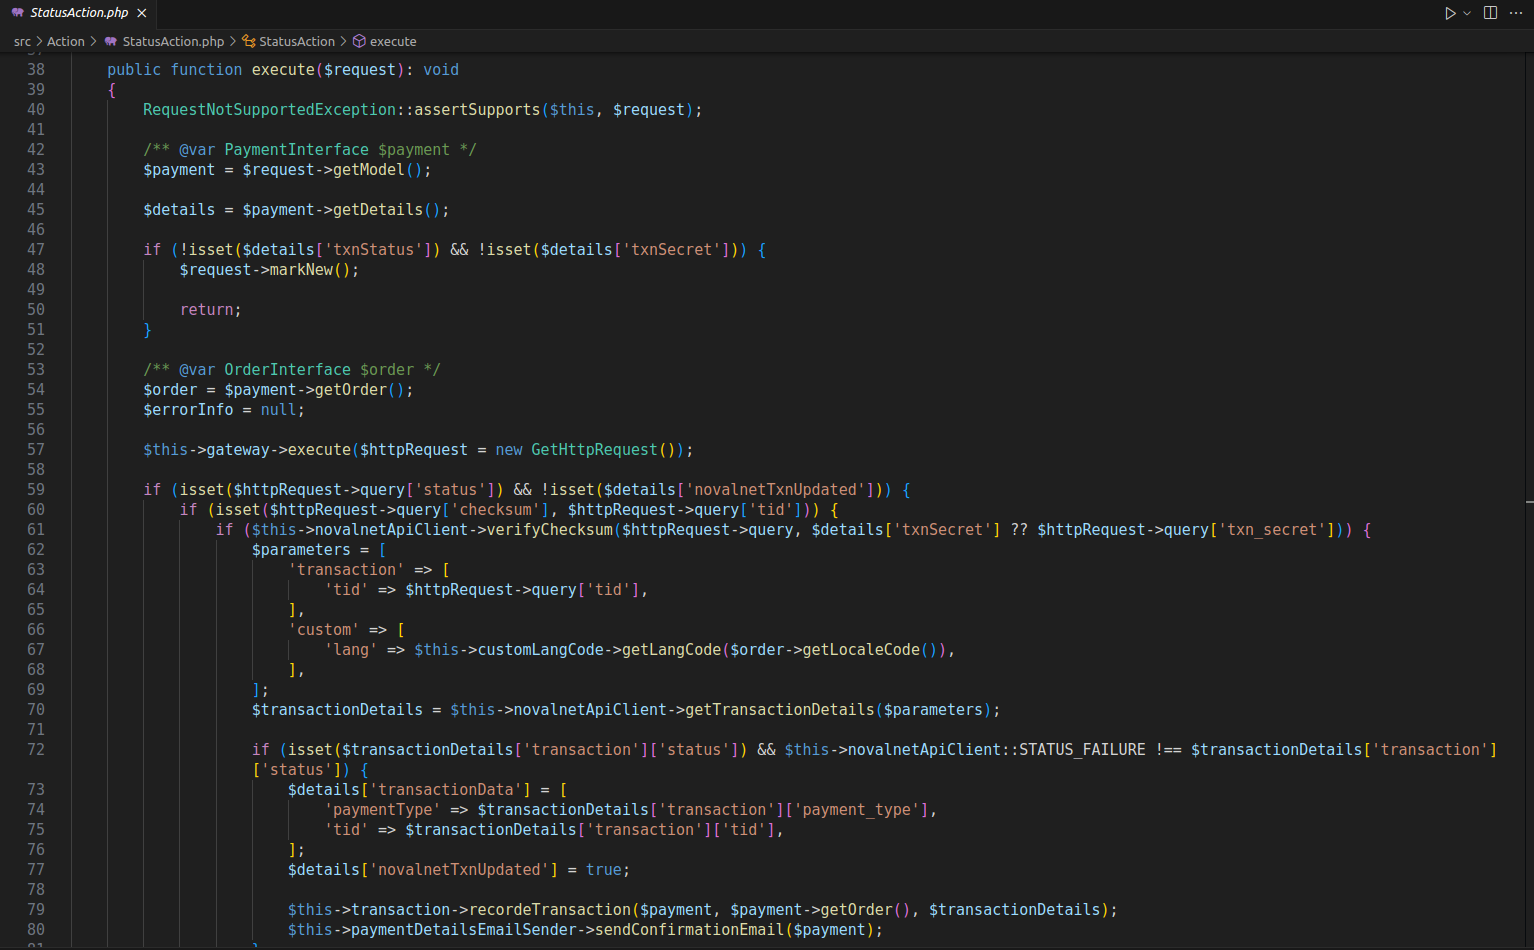 StatusAction.php
src > Action > StatusAction.php > StatusAction > execute
38 public function execute($request): void
39 {
40 RequestNotSupportedException::assertSupports($this, $request);
41
42 /** @var PaymentInterface $payment */
43 $payment = $request->getModel();
44
45 $details = $payment->getDetails();
46
47 if (!isset($details['txnStatus']) && !isset($details['txnSecret'])) {
48 $request->markNew();
49
50 return;
51 }
52
53 /** @var OrderInterface $order */
54 $order = $payment->getOrder();
55 $errorInfo = null;
56
57 $this->gateway->execute($httpRequest = new GetHttpRequest());
58
59 if (isset($httpRequest->query['status']) && !isset($details['novalnetTxnUpdated'])) {
60 if (isset($httpRequest->query['checksum'], $httpRequest->query['tid'])) {
61 if ($this->novalnetApiClient->verifyChecksum($httpRequest->query, $details['txnSecret'] ?? $httpRequest->query['txn_secret'])) {
62 $parameters = [
63 'transaction' => [
64 'tid' => $httpRequest->query['tid'],
65 ],
66 'custom' => [
67 'lang' => $this->customLangCode->getLangCode($order->getLocaleCode()),
68 ],
69 ];
70 $transactionDetails = $this->novalnetApiClient->getTransactionDetails($parameters);
71
72 if (isset($transactionDetails['transaction']['status']) && $this->novalnetApiClient::STATUS_FAILURE !== $transactionDetails['transaction']
['status']) {
73 $details['transactionData'] = [
74 'paymentType' => $transactionDetails['transaction']['payment_type'],
75 'tid' => $transactionDetails['transaction']['tid'],
76 ];
77 $details['novalnetTxnUpdated'] = true;
78
79 $this->transaction->recordeTransaction($payment, $payment->getOrder(), $transactionDetails);
80 $this->paymentDetailsEmailSender->sendConfirmationEmail($payment);